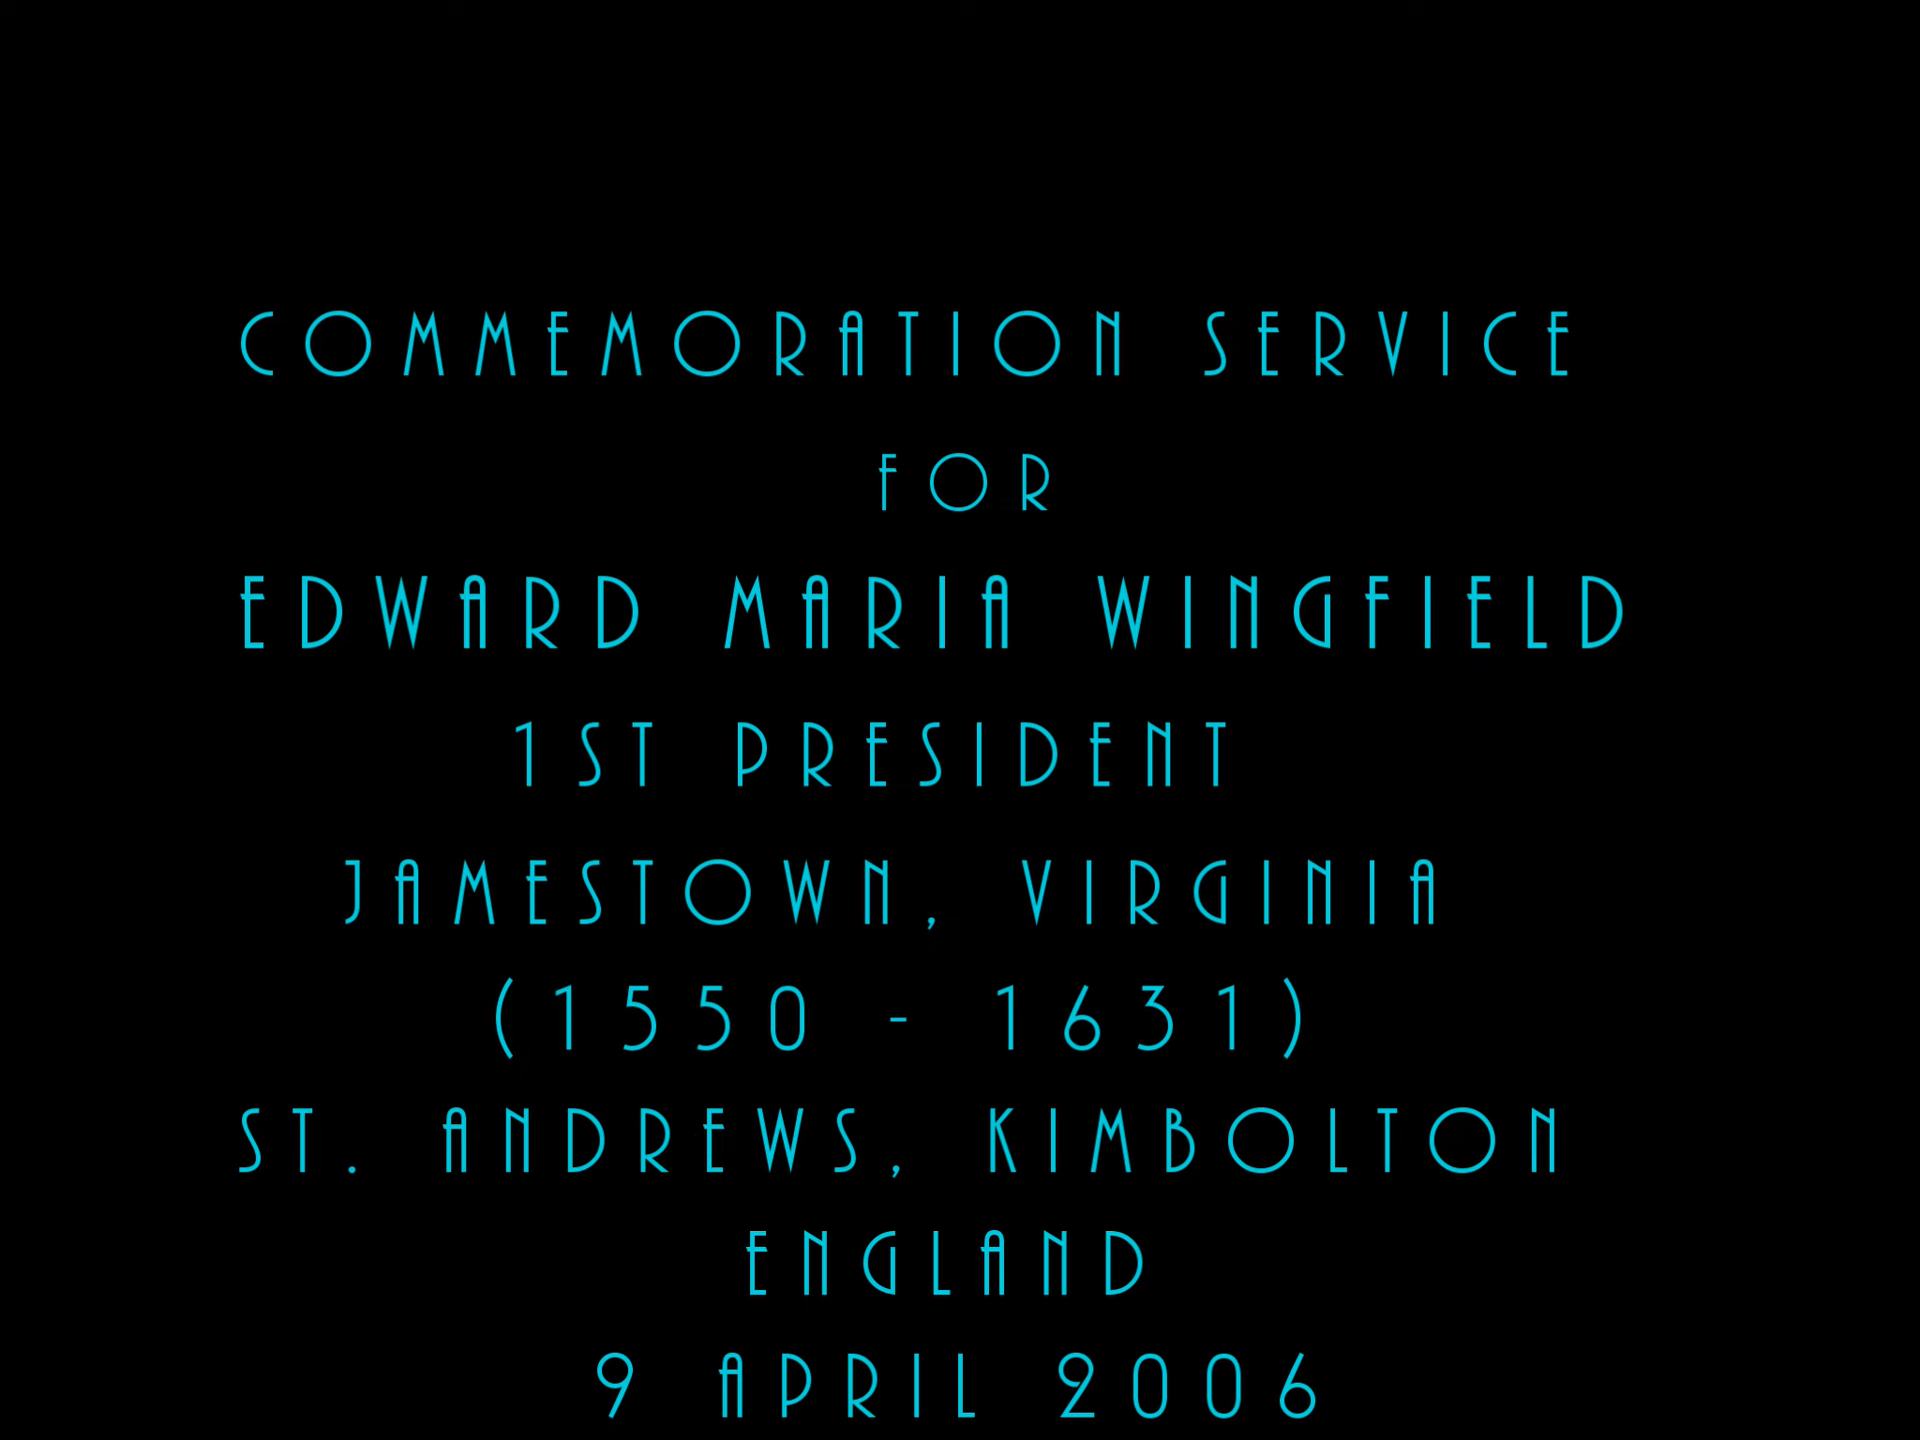 COMMEMORATION SERVICE
FOR
EDWARD MARIA WINGFIELD
1ST PRESIDENT
JAMESTOWN, VIRGINIA
(1550 - 1631)
ST. ANDREWS, KIMBOLTON
ENGLAND
9 APRIL 2006